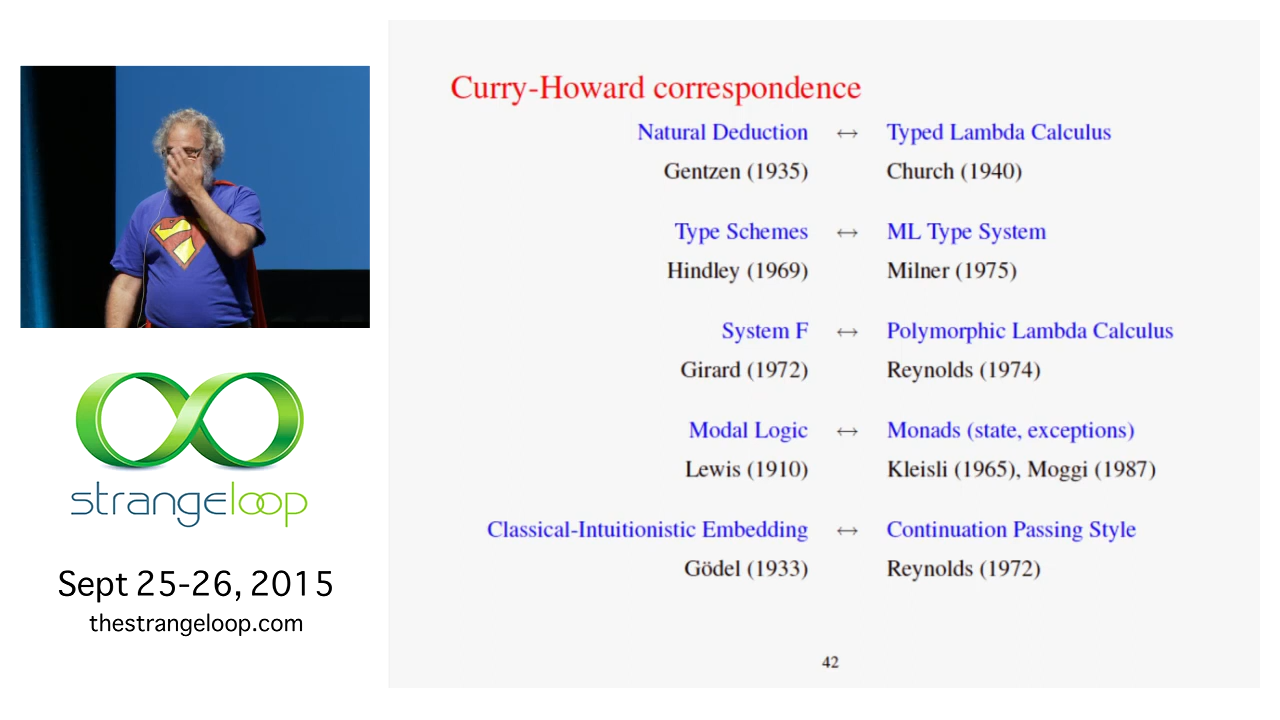 Curry-Howard correspondence
Natural Deduction ↔ Typed Lambda Calculus
Gentzen (1935) Church (1940)
Type Schemes ↔ ML Type System
Hindley (1969) Milner (1975)
System F ↔ Polymorphic Lambda Calculus
Girard (1972) Reynolds (1974)
Modal Logic ↔ Monads (state, exceptions)
Lewis (1910) Kleisli (1965), Moggi (1987)
Classical-Intuitionistic Embedding ↔ Continuation Passing Style
Gödel (1933) Reynolds (1972)
42
strangeloop
Sept 25-26, 2015
thestrangeloop.com